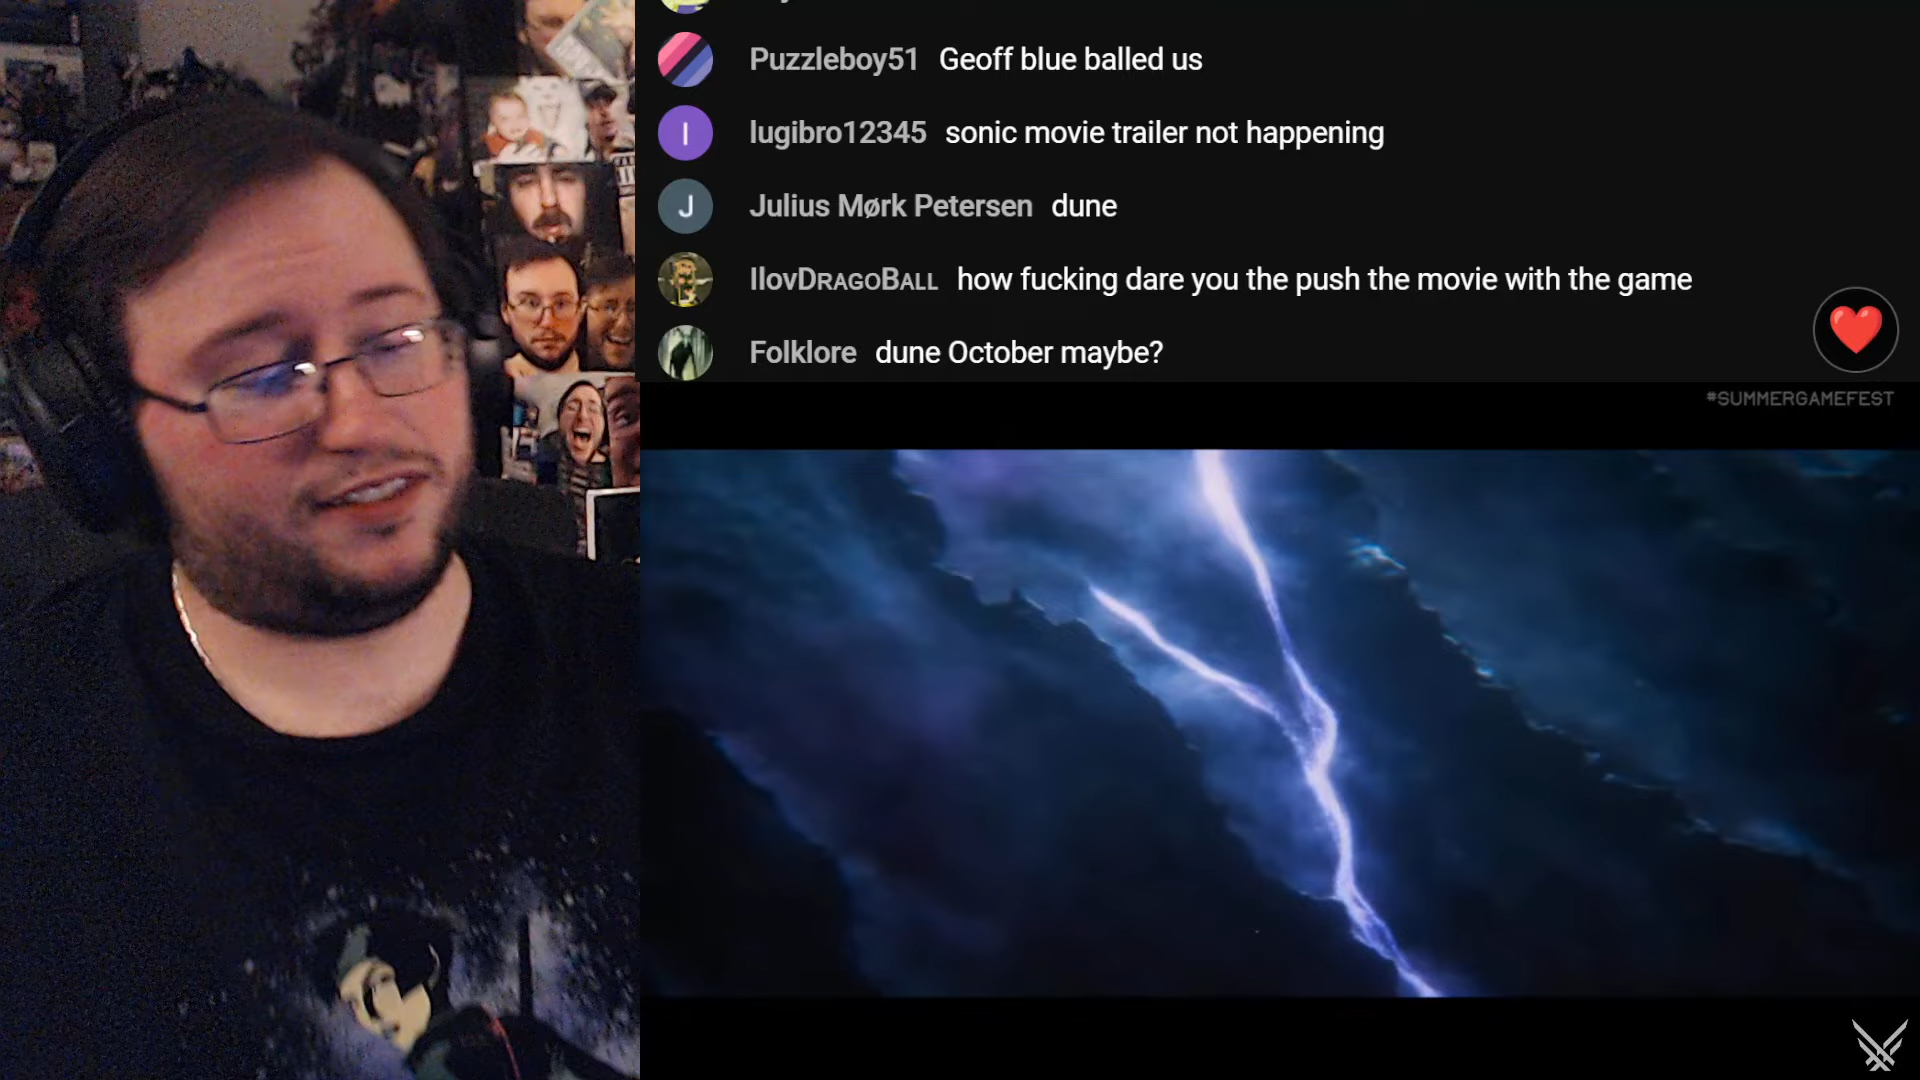 Puzzleboy51 Geoff blue balled us
I lugibro12345 sonic movie trailer not happening
J Julius Mørk Petersen dune
IlovDʀᴀɢᴏBᴀʟʟ how fucking dare you the push the movie with the game
Folklore dune October maybe?
#SUMMERGAMEFEST